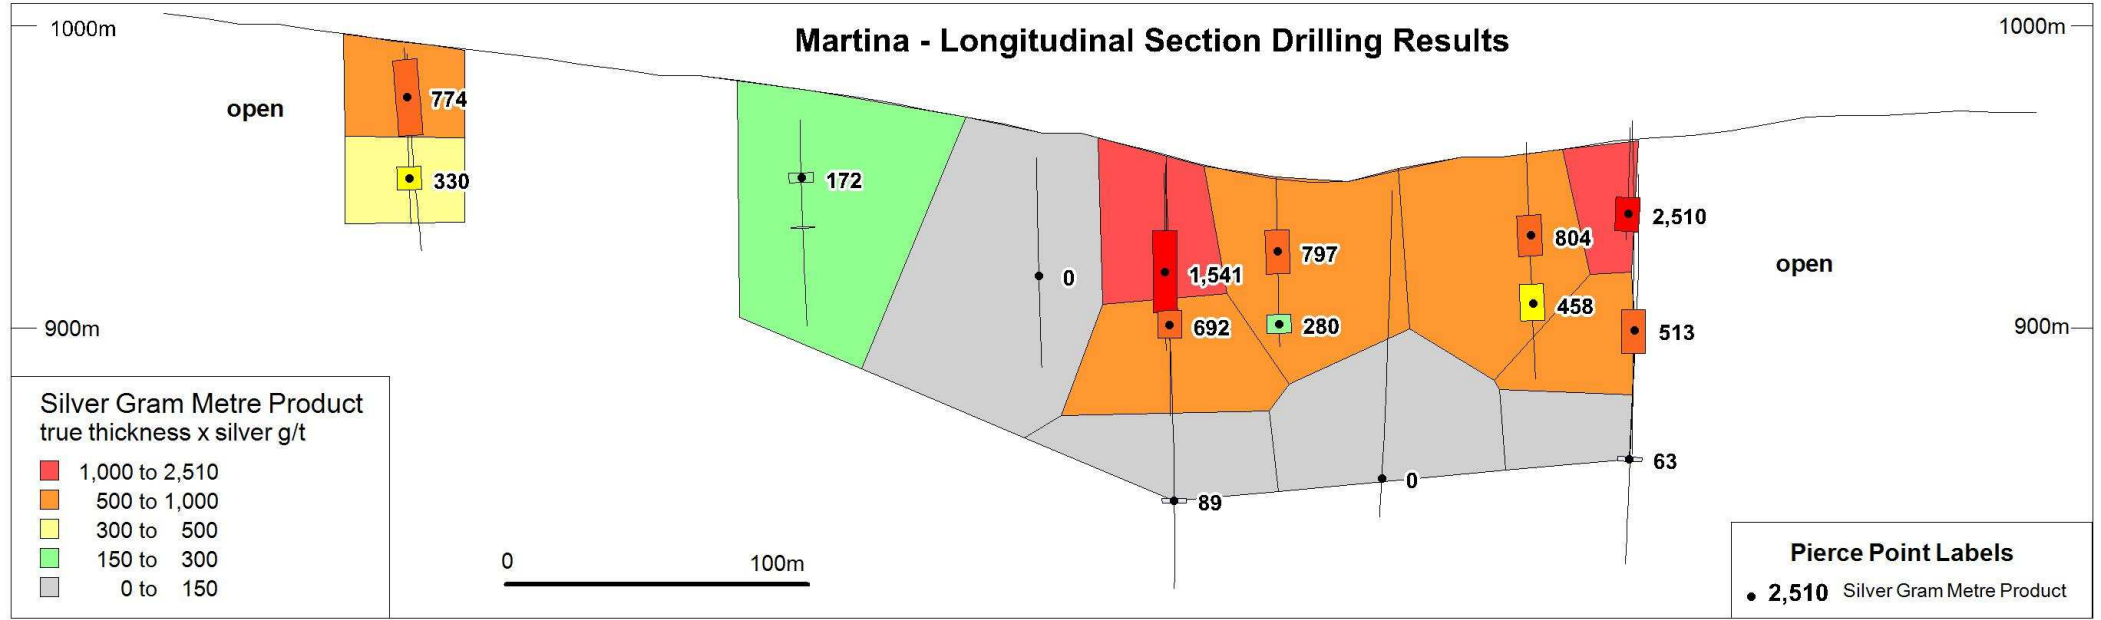 Martina - Longitudinal Section Drilling Results
1000m
1000m
open
774
330
172
0
1,541
692
797
280
804
458
2,510
513
open
900m
900m
89
0
63
Silver Gram Metre Product
true thickness x silver g/t
1,000 to 2,510
500 to 1,000
300 to 500
150 to 300
0 to 150
0 100m
Pierce Point Labels
2,510 Silver Gram Metre Product